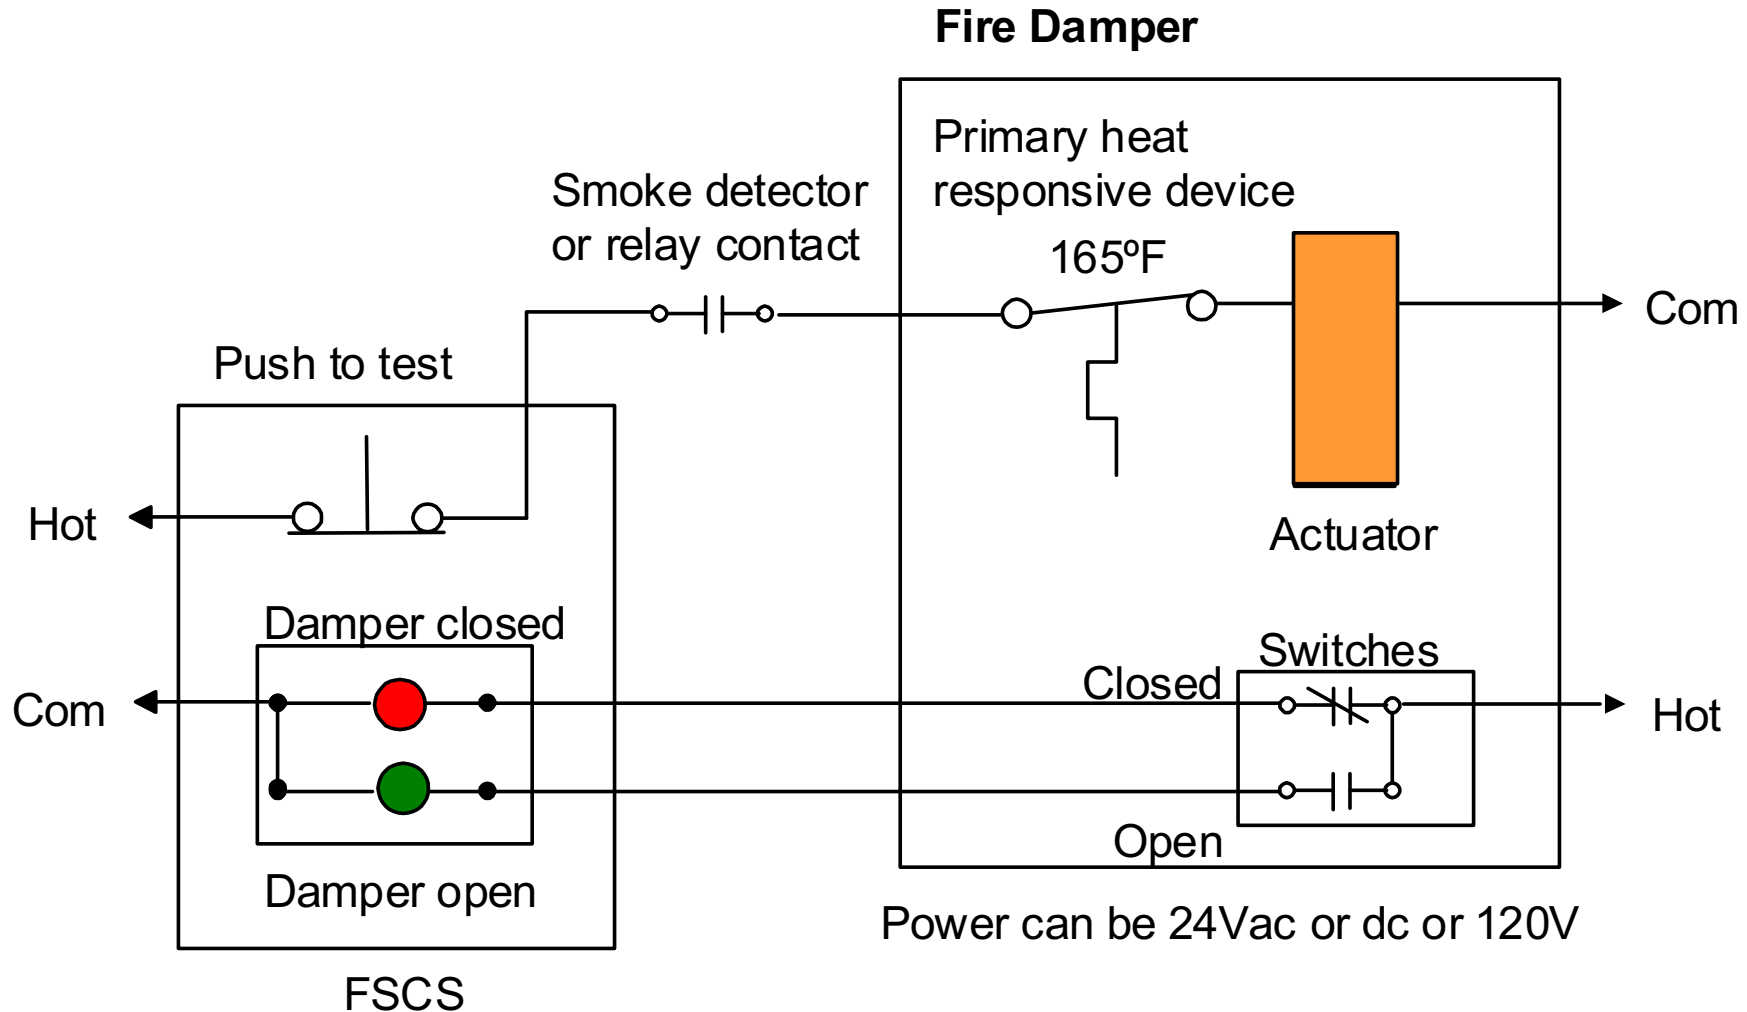 Fire Damper
Primary heat
responsive device
165ºF
Smoke detector
or relay contact
Com
Push to test
Hot
Actuator
Damper closed
Switches
Closed
Com
Hot
Open
Damper open
Power can be 24Vac or dc or 120V
FSCS